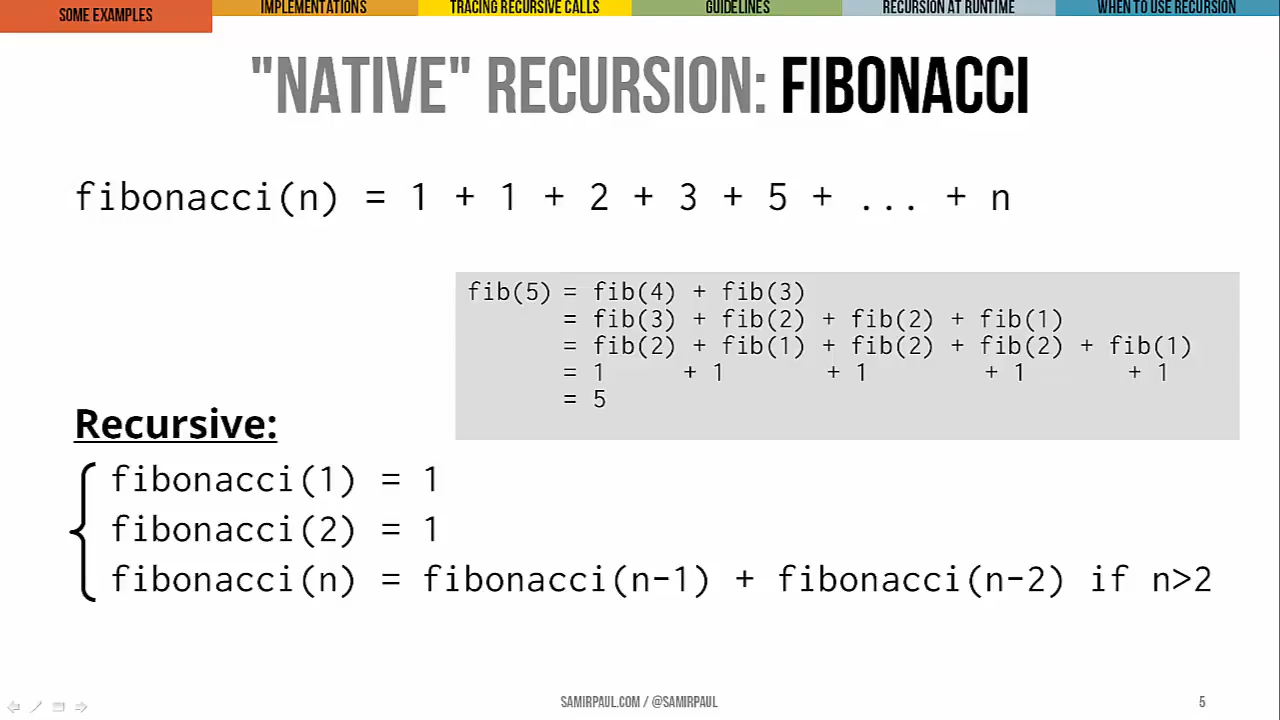 SOME EXAMPLES
IMPLEMENTATIONS
TRACING RECURSIVE CALLS
GUIDELINES
RECURSION AT RUNTIME
WHEN TO USE RECURSION
"NATIVE" RECURSION: FIBONACCI
fibonacci(n) = 1 + 1 + 2 + 3 + 5 + ... + n
fib(5) = fib(4) + fib(3)
= fib(3) + fib(2) + fib(2) + fib(1)
= fib(2) + fib(1) + fib(2) + fib(2) + fib(1)
= 1 + 1 + 1 + 1 + 1
= 5
Recursive:
fibonacci(1) = 1
fibonacci(2) = 1
fibonacci(n) = fibonacci(n-1) + fibonacci(n-2) if n>2
SAMIRPAUL.COM / @SAMIRPAUL
5